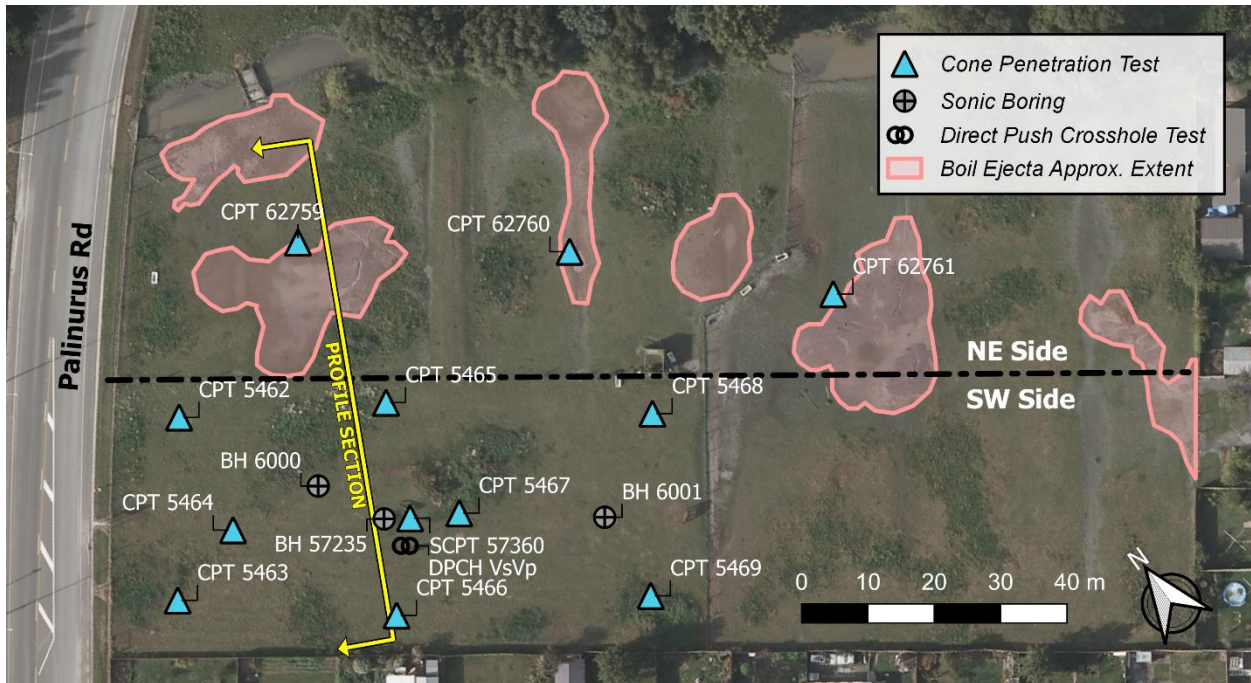 Cone Penetration Test
Sonic Boring
Direct Push Crosshole Test
Boil Ejecta Approx. Extent
CPT 62759
CPT 62760
CPT 62761
Palinurus Rd
PROFILE SECTION
NE Side
SW Side
CPT 5462
CPT 5465
CPT 5468
BH 6000
CPT 5467
BH 6001
CPT 5464
BH 57235
SCPT 57360
DPCH VsVp
CPT 5463
CPT 5466
CPT 5469
0 10 20 30 40 m
N